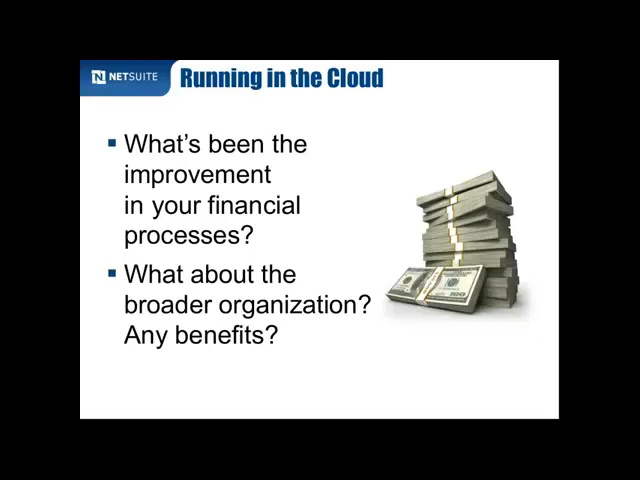 NETSUITE
Running in the Cloud
What's been the
improvement
in your financial
processes?
What about the
broader organization?
Any benefits?
100